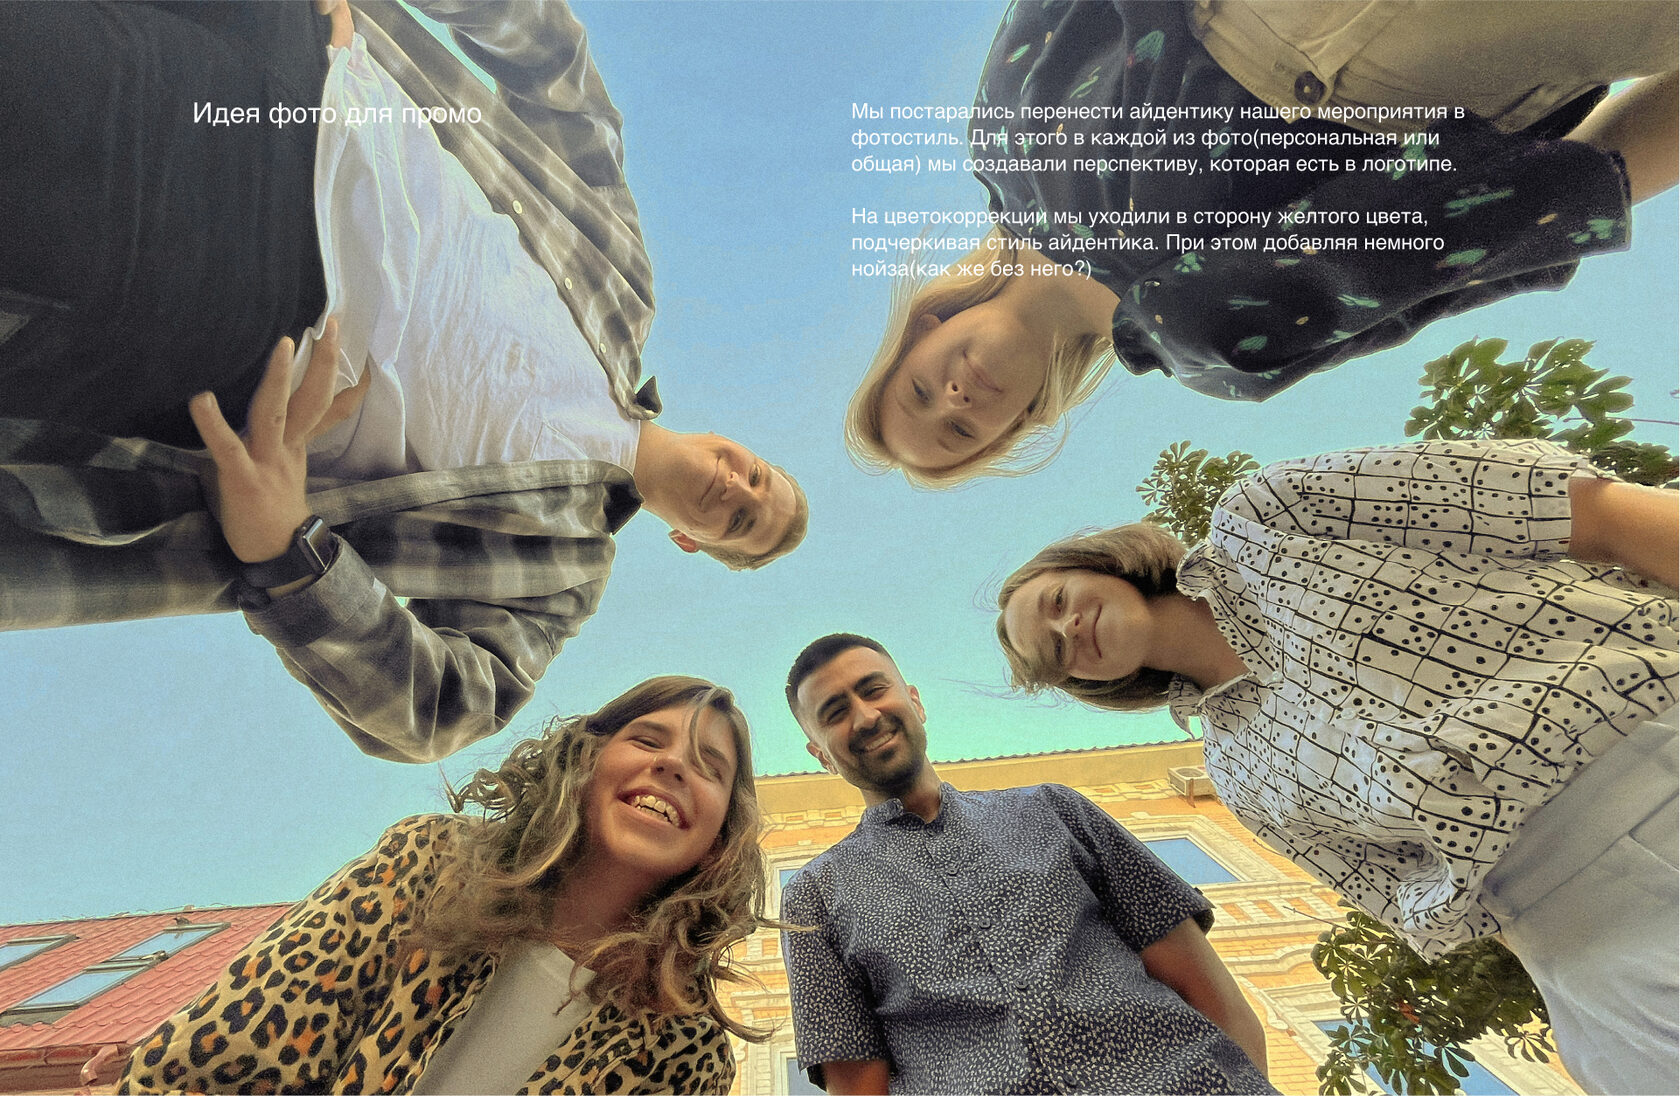 Идея фото для промо
Мы постарались перенести айдентику нашего мероприятия в
фотостиль. Для этого в каждой из фото(персональная или
общая) мы создавали перспективу, которая есть в логотипе.
На цветокоррекции мы уходили в сторону желтого цвета,
подчеркивая стиль айдентика. При этом добавляя немного
нойза(как же без него?)